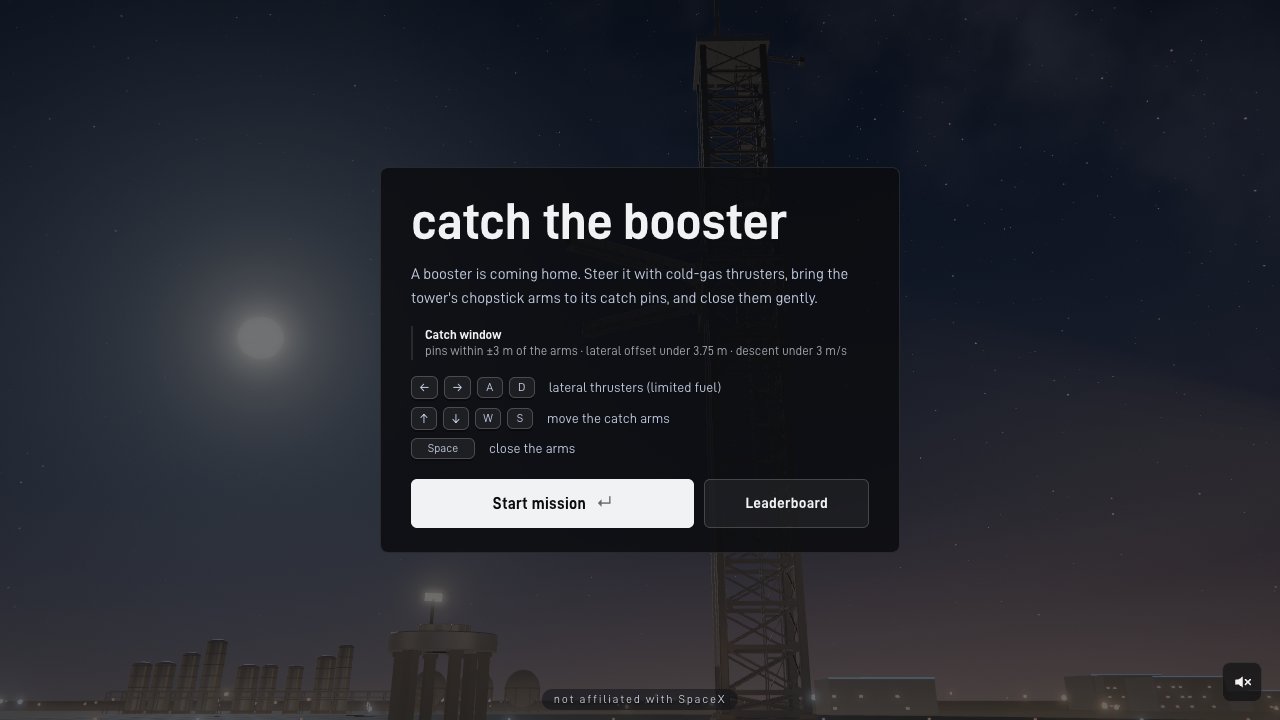 catch the booster
A booster is coming home. Steer it with cold-gas thrusters, bring the
tower's chopstick arms to its catch pins, and close them gently.
Catch window
pins within ±3 m of the arms · lateral offset under 3.75 m · descent under 3 m/s
← → A D lateral thrusters (limited fuel)
↑ ↓ W S move the catch arms
Space close the arms
Start mission ↵
Leaderboard
not affiliated with SpaceX